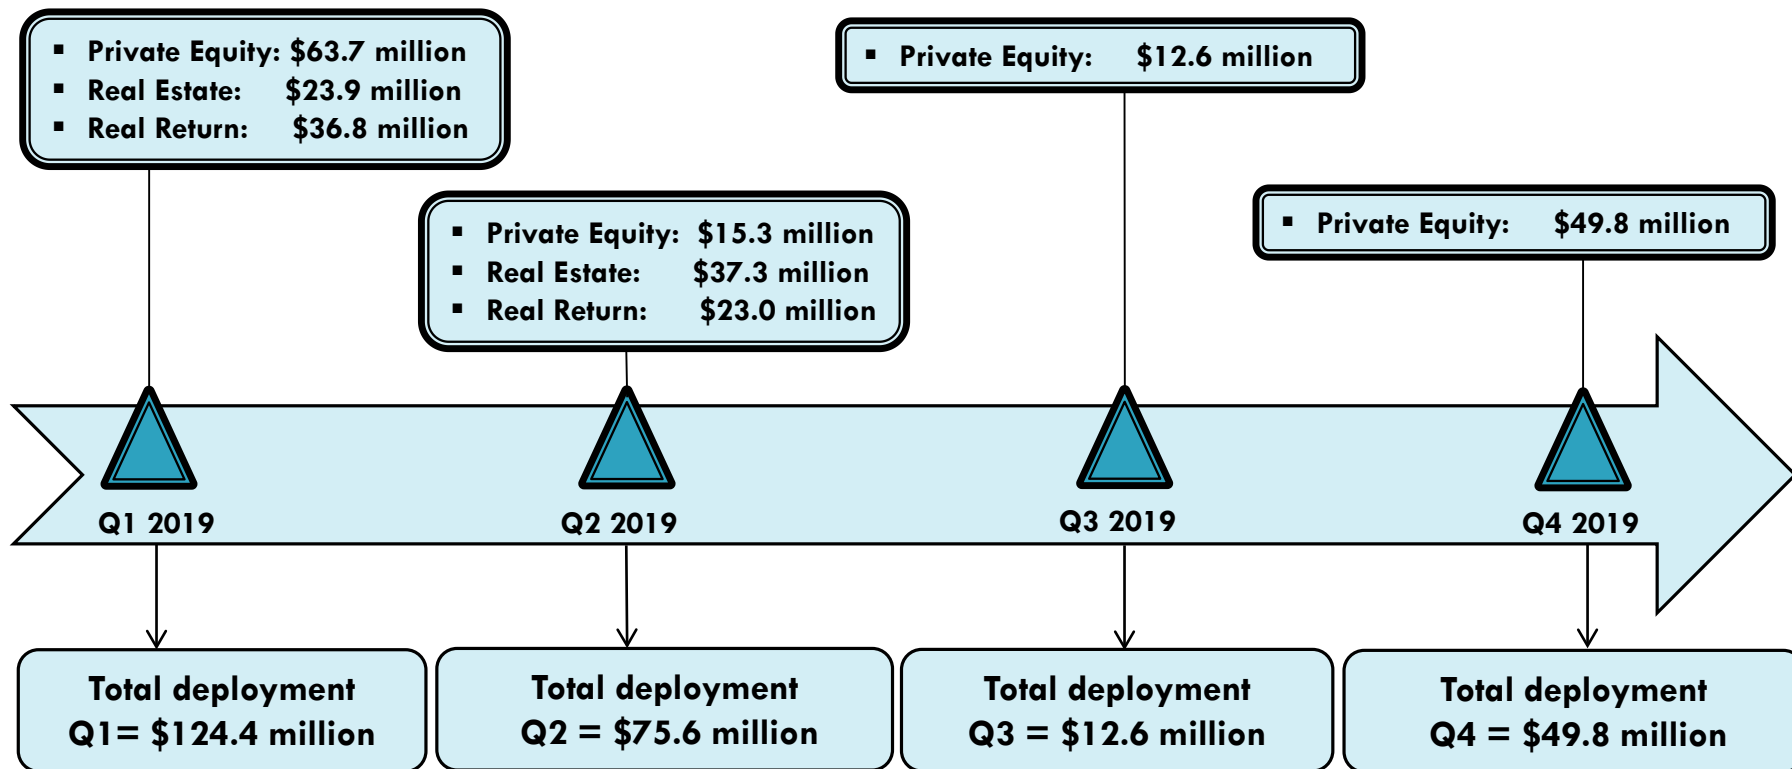 ▪ Private Equity: $63.7 million
▪ Real Estate: $23.9 million
▪ Real Return: $36.8 million
▪ Private Equity: $15.3 million
▪ Real Estate: $37.3 million
▪ Real Return: $23.0 million
▪ Private Equity: $12.6 million
▪ Private Equity: $49.8 million
Q1 2019
Q2 2019
Q3 2019
Q4 2019
Total deployment
Q1= $124.4 million
Total deployment
Q2 = $75.6 million
Total deployment
Q3 = $12.6 million
Total deployment
Q4 = $49.8 million